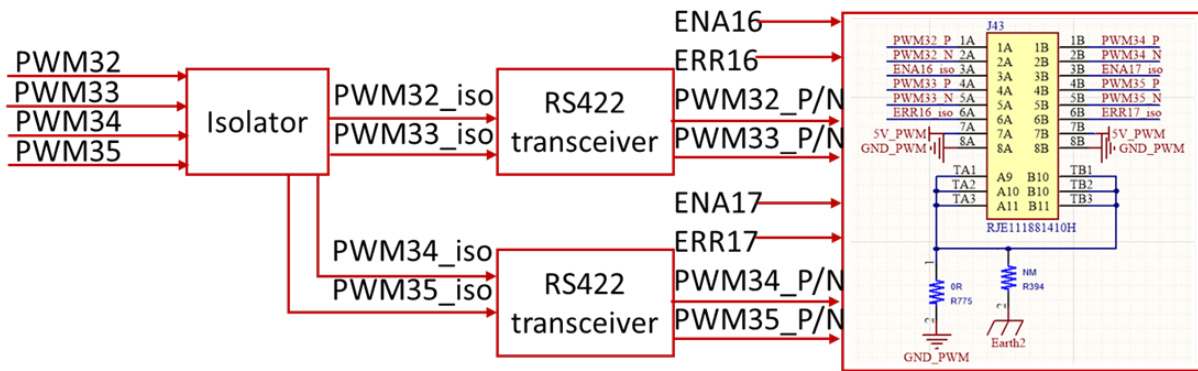 PWM32
PWM33
PWM34
PWM35
Isolator
PWM32_iso
PWM33_iso
PWM34_iso
PWM35_iso
RS422
transceiver
RS422
transceiver
ENA16
ERR16
PWM32_P/N
PWM33_P/N
ENA17
ERR17
PWM34_P/N
PWM35_P/N
J43
PWM32_P 1A 1A 1B 1B PWM34_P
PWM32_N 2A 2A 2B 2B PWM34_N
ENA16_iso 3A 3A 3B 3B ENA17_iso
PWM33_P 4A 4A 4B 4B PWM35_P
PWM33_N 5A 5A 5B 5B PWM35_N
ERR16_iso 6A 6A 6B 6B ERR17_iso
5V_PWM 7A 7A 7B 7B 5V_PWM
GND_PWM 8A 8A 8B 8B GND_PWM
TA1 A9 B10 TB1
TA2 A10 B10 TB2
TA3 A11 B11 TB3
RJE111881410H
1
0R
R775
2
GND_PWM
1
NM
R394
2
Earth2